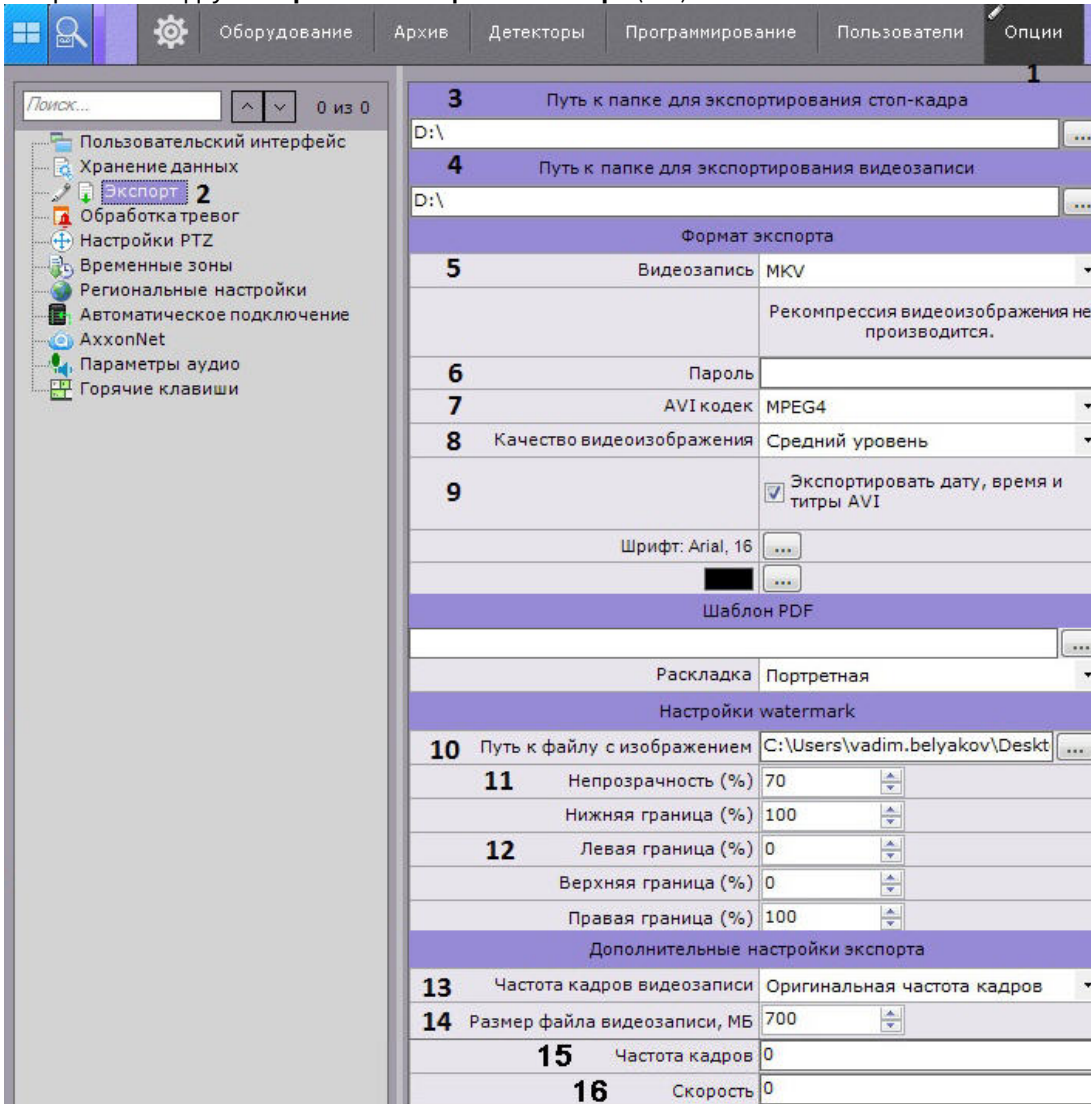 Оборудование Архив Детекторы Программирование Пользователи Опции
1
Поиск... 0 из 0
Пользовательский интерфейс
Хранение данных
Экспорт 2
Обработка тревог
Настройки PTZ
Временные зоны
Региональные настройки
Автоматическое подключение
AxxonNet
Параметры аудио
Горячие клавиши
3 Путь к папке для экспортирования стоп-кадра
D:\ ...
4 Путь к папке для экспортирования видеозаписи
D:\ ...
Формат экспорта
5 Видеозапись MKV
Рекомпрессия видеоизображения не
производится.
6 Пароль
7 AVI кодек MPEG4
8 Качество видеоизображения Средний уровень
9 Экспортировать дату, время и
титры AVI
Шрифт: Arial, 16 ...
...
Шаблон PDF
...
Раскладка Портретная
Настройки watermark
10 Путь к файлу с изображением C:\Users\vadim.belyakov\Deskt ...
11 Непрозрачность (%) 70
Нижняя граница (%) 100
12 Левая граница (%) 0
Верхняя граница (%) 0
Правая граница (%) 100
Дополнительные настройки экспорта
13 Частота кадров видеозаписи Оригинальная частота кадров
14 Размер файла видеозаписи, МБ 700
15 Частота кадров 0
16 Скорость 0